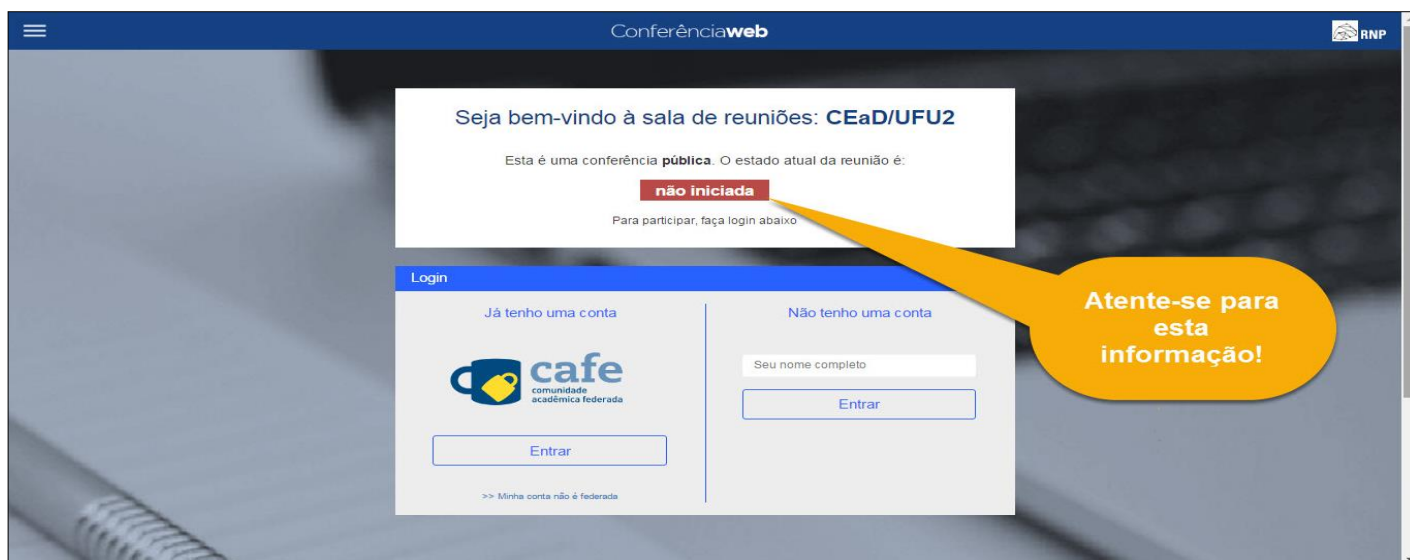 Conferênciaweb
RNP
Seja bem-vindo à sala de reuniões: CEaD/UFU2
Esta é uma conferência pública. O estado atual da reunião é:
não iniciada
Para participar, faça login abaixo
Login
Já tenho uma conta
cafe
comunidade
acadêmica federada
Entrar
>> Minha conta não é federada
Não tenho uma conta
Seu nome completo
Entrar
Atente-se para
esta
informação!